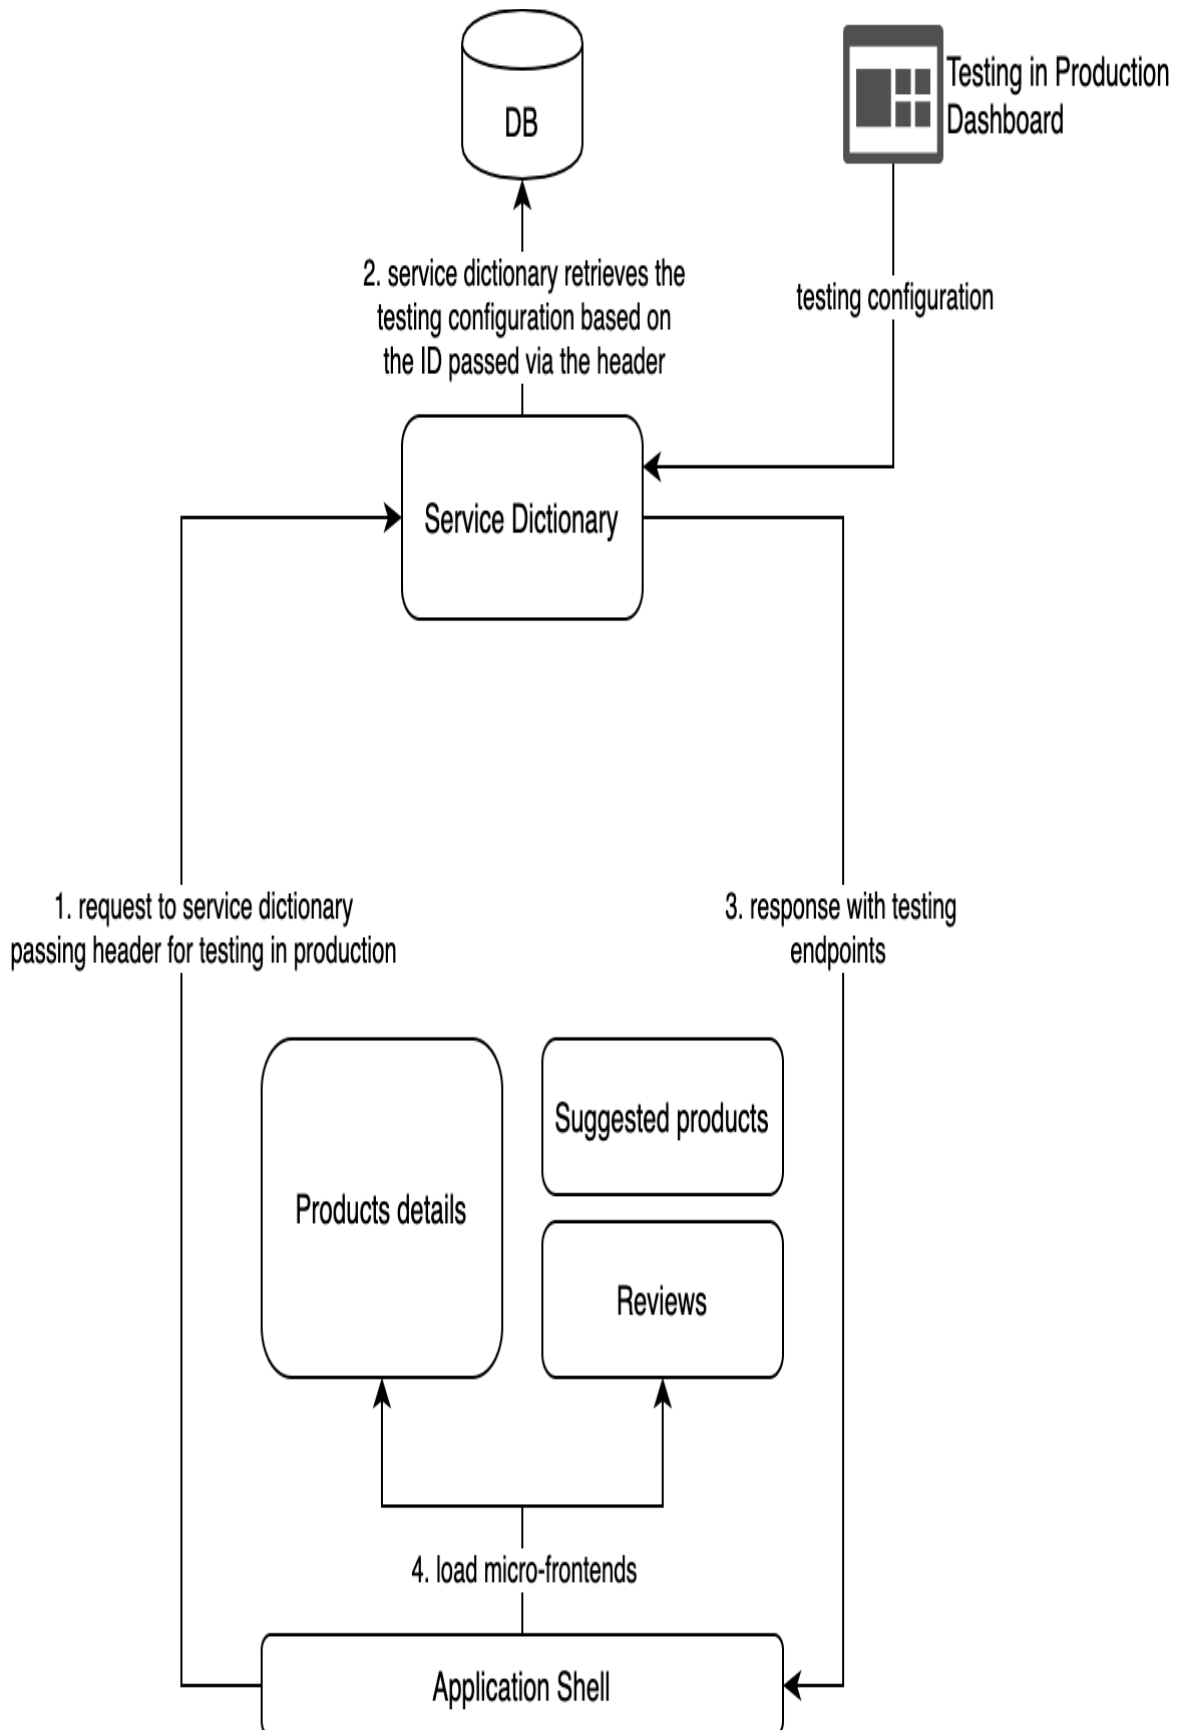 DB
Testing in Production
Dashboard
2. service dictionary retrieves the
testing configuration based on
the ID passed via the header
testing configuration
Service Dictionary
1. request to service dictionary
passing header for testing in production
3. response with testing
endpoints
Products details
Suggested products
Reviews
4. load micro-frontends
Application Shell